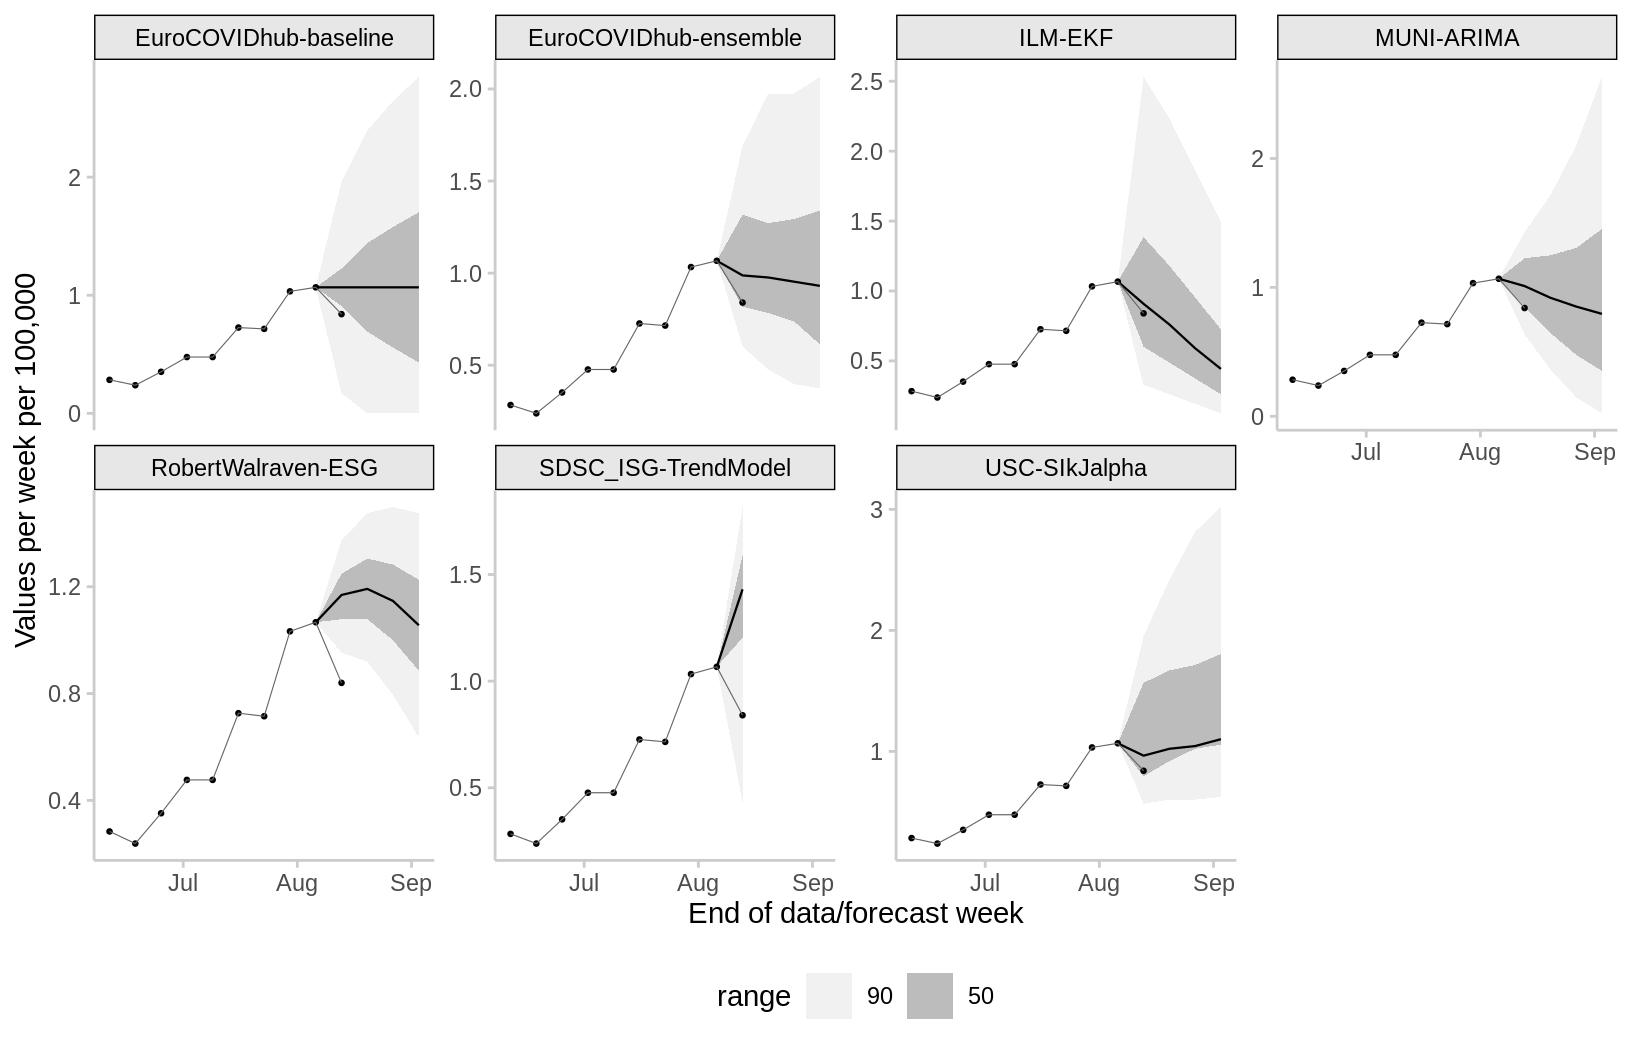 EuroCOVIDhub-baseline
EuroCOVIDhub-ensemble
ILM-EKF
MUNI-ARIMA
2
1
0
2.0
1.5
1.0
0.5
2.5
2.0
1.5
1.0
0.5
2
1
0
Jul Aug Sep
Values per week per 100,000
RobertWalraven-ESG
SDSC_ISG-TrendModel
USC-SIkJalpha
1.2
0.8
0.4
1.5
1.0
0.5
3
2
1
Jul Aug Sep
Jul Aug Sep
Jul Aug Sep
End of data/forecast week
range 90 50